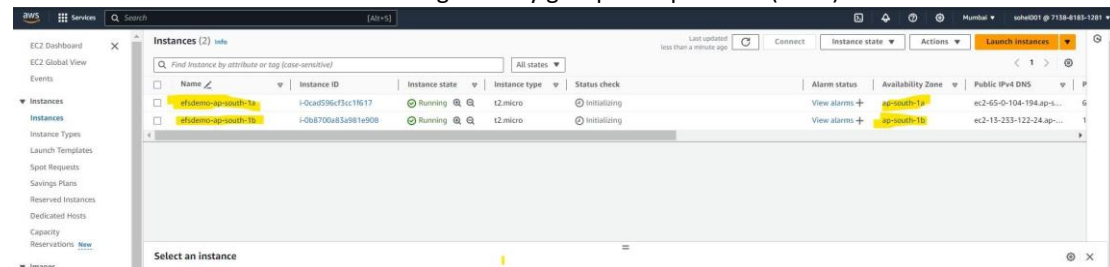 aws Services Search [Alt+S] Mumbai ▼ sohel001 @ 7138-8183-1281 ▼
EC2 Dashboard
EC2 Global View
Events
Instances
Instances
Instance Types
Launch Templates
Spot Requests
Savings Plans
Reserved Instances
Dedicated Hosts
Capacity
Reservations New
Images
Instances (2) Info
Last updated
less than a minute ago
Connect Instance state ▼ Actions ▼ Launch instances ▼
Find Instance by attribute or tag (case-sensitive) All states ▼
< 1 >
Name Instance ID Instance state Instance type Status check Alarm status Availability Zone Public IPv4 DNS
efsdemo-ap-south-1a i-0cad596cf3cc1f617 Running t2.micro Initializing View alarms + ap-south-1a ec2-65-0-104-194.ap-s...
efsdemo-ap-south-1b i-0b8700a83a981e908 Running t2.micro Initializing View alarms + ap-south-1b ec2-13-233-122-24.ap-...
Select an instance